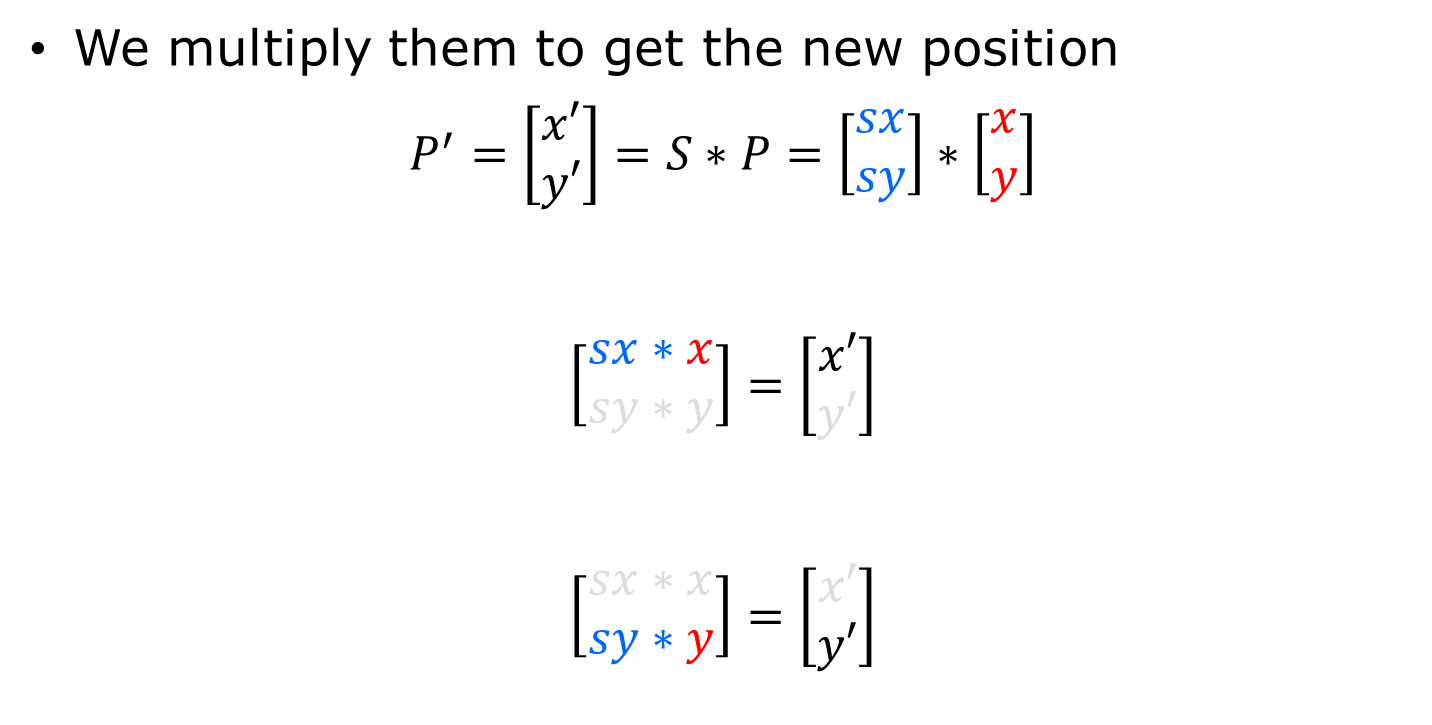 • We multiply them to get the new position
P′ = [x′ y′] = S ∗ P = [sx sy] ∗ [x y]
[sx ∗ x sy ∗ y] = [x′ y′]
[sx ∗ x sy ∗ y] = [x′ y′]